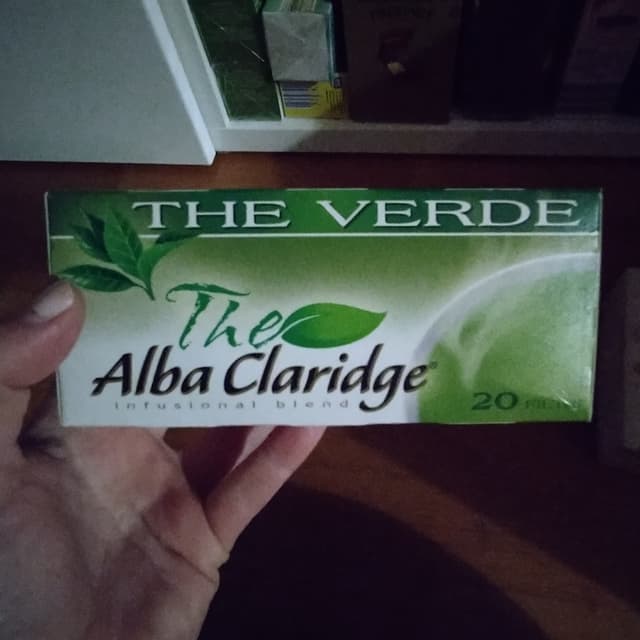 THE VERDE
The
Alba Claridge
infusional blend
20